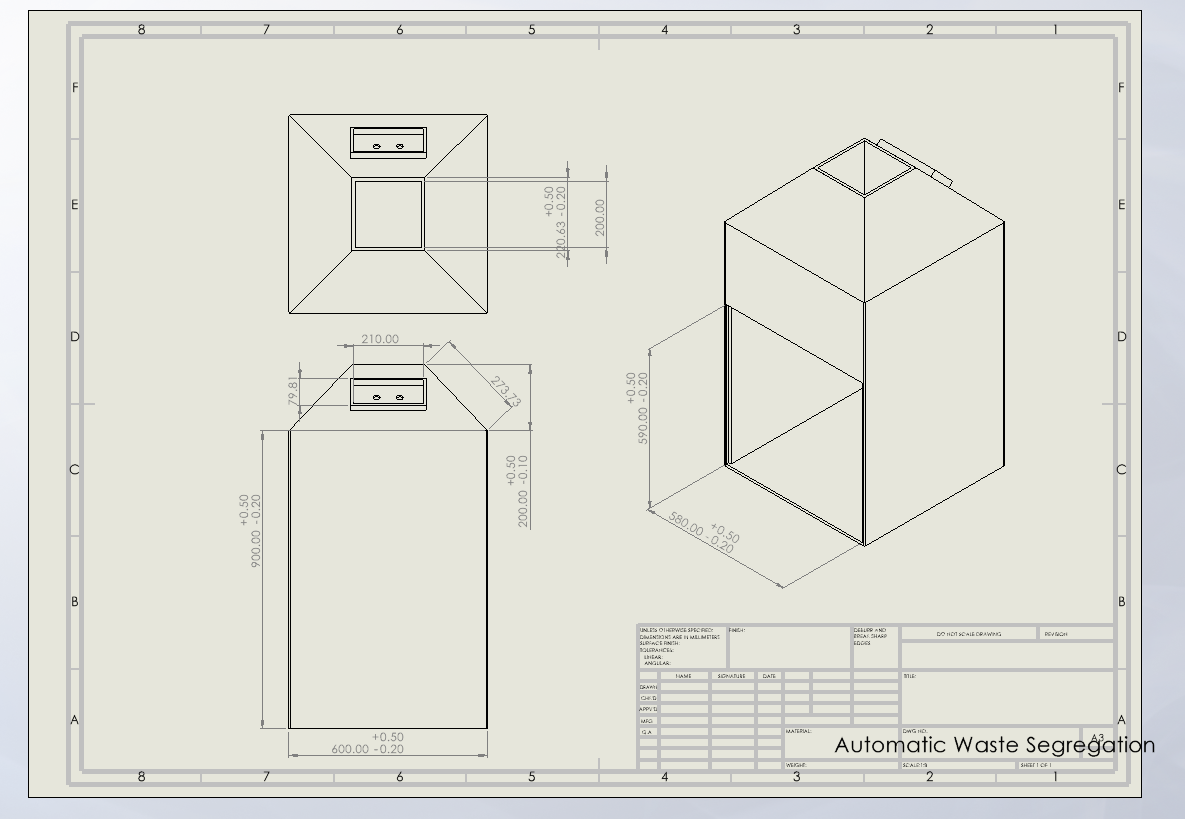 8 7 6 5 4 3 2 1
F F
E E
D D
C C
B B
A A
+0.50
220.63 -0.20
200.00
210.00
79.81
273.73
+0.50
200.00 -0.10
+0.50
900.00 -0.20
+0.50
600.00 -0.20
+0.50
590.00 -0.20
+0.50
580.00 -0.20
UNLESS OTHERWISE SPECIFIED:
DIMENSIONS ARE IN MILLIMETERS
SURFACE FINISH:
TOLERANCES:
LINEAR:
ANGULAR:
FINISH:
DEBURR AND
BREAK SHARP
EDGES
DO NOT SCALE DRAWING
REVISION
NAME SIGNATURE DATE
TITLE:
DRAWN
CHK'D
APPV'D
MFG
Q.A
MATERIAL:
DWG NO.
A3
Automatic Waste Segregation
WEIGHT:
SCALE:1:5
SHEET 1 OF 1
8 7 6 5 4 3 2 1